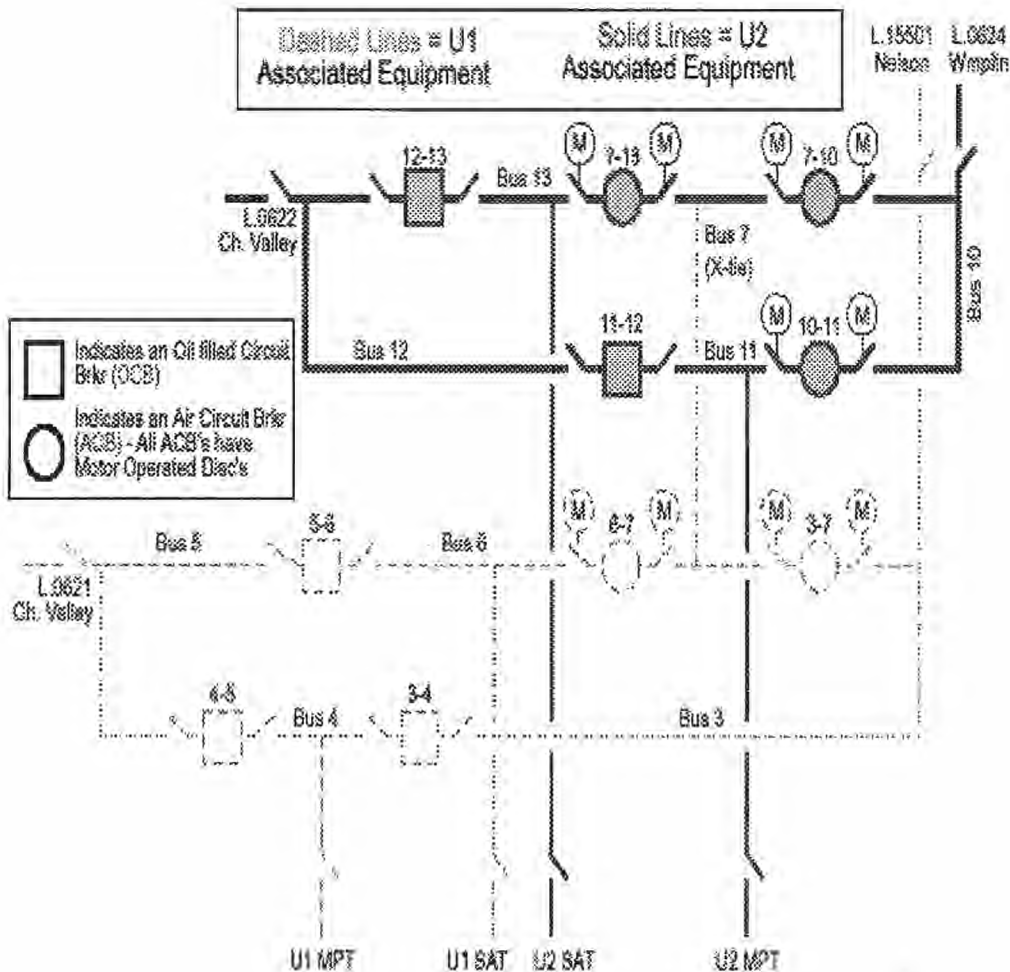 Dashed Lines = U1
Associated Equipment
Solid Lines = U2
Associated Equipment
L.15501
Nelson
L.0624
Wmpltn
M
M
M
M
12-13
Bus 13
7-13
7-10
L.0622
Ch. Valley
Bus 7
(X-tie)
Bus 10
M
M
11-12
10-11
Bus 12
Bus 11
Indicates an Oil filled Circuit
Brkr (OCB)
Indicates an Air Circuit Brkr
(ACB) - All ACB's have
Motor Operated Disc's
M
M
M
M
Bus 5
5-6
Bus 6
6-7
3-7
L.0621
Ch. Valley
4-5
Bus 4
3-4
Bus 3
U1 MPT
U1 SAT
U2 SAT
U2 MPT